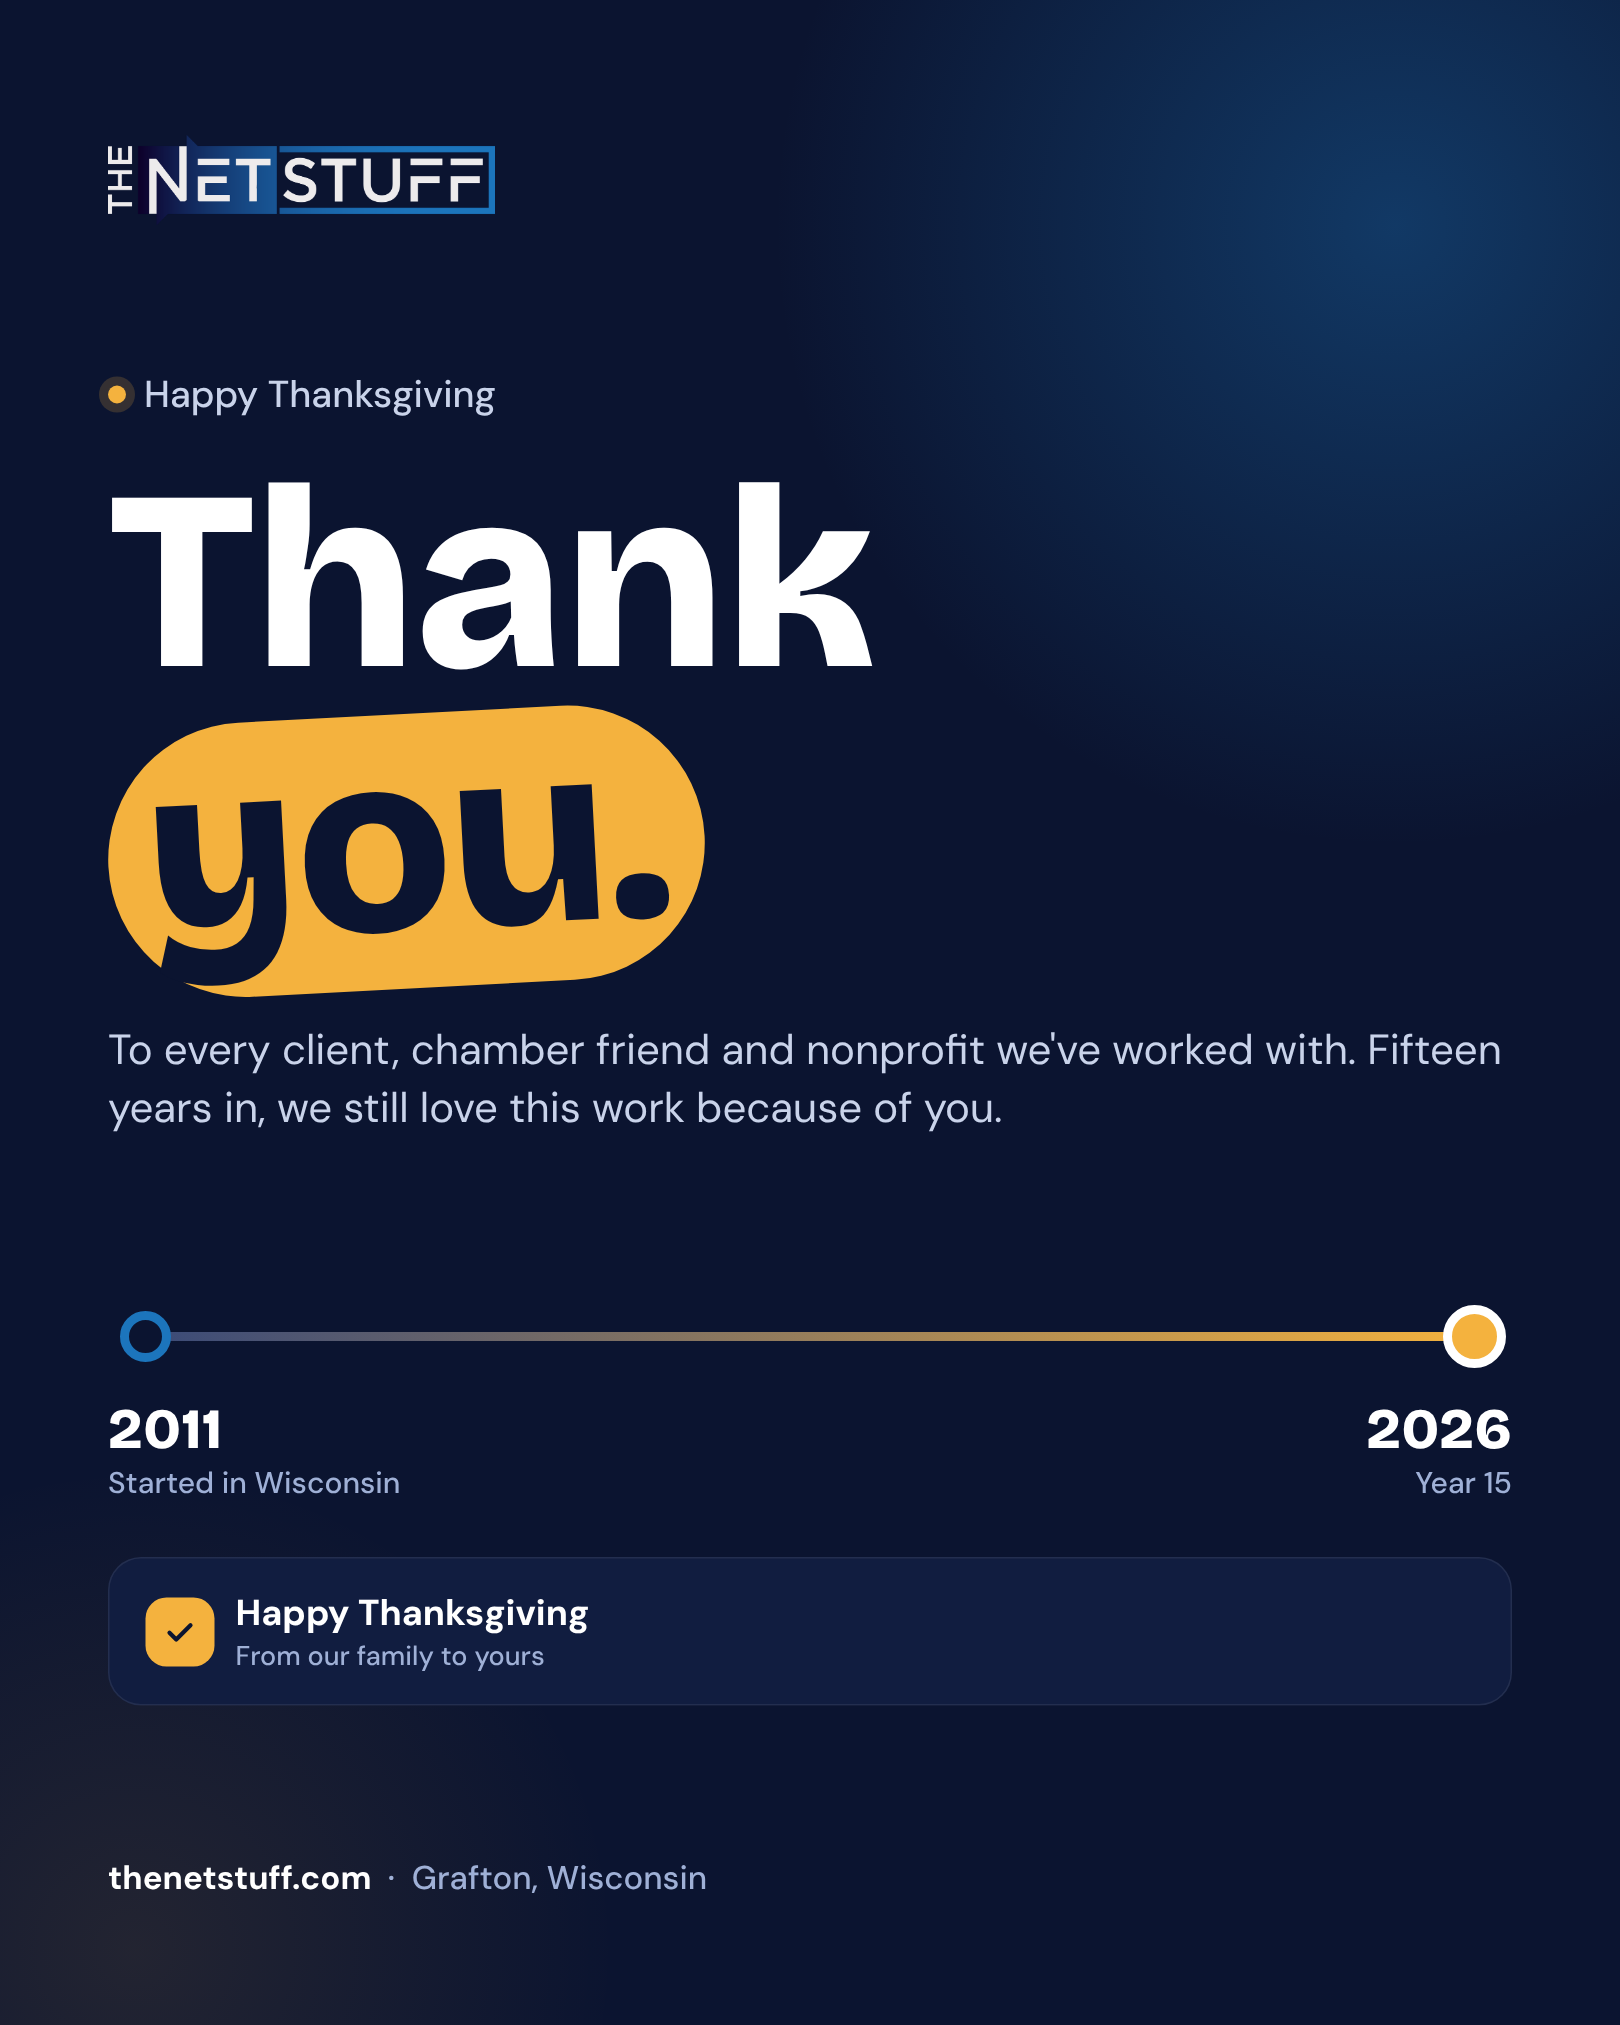 THE NETSTUFF
Happy Thanksgiving
Thank
you.
To every client, chamber friend and nonprofit we've worked with. Fifteen
years in, we still love this work because of you.
2011
Started in Wisconsin
2026
Year 15
Happy Thanksgiving
From our family to yours
thenetstuff.com · Grafton, Wisconsin